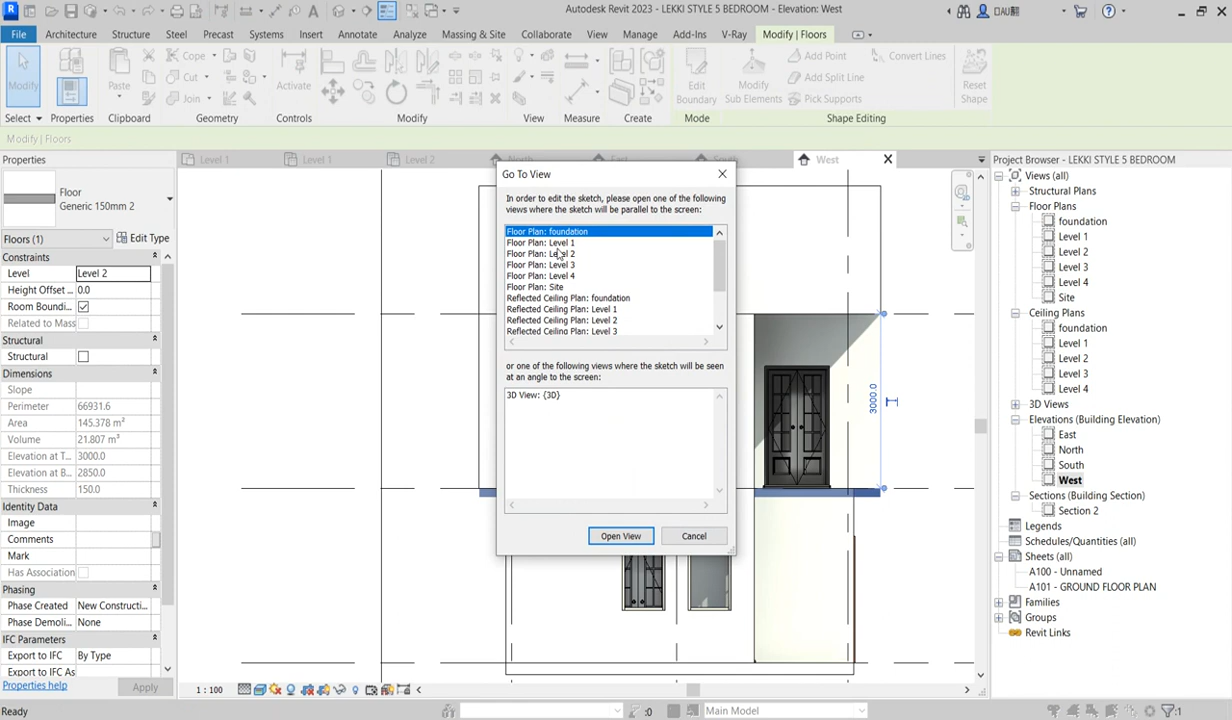 Autodesk Revit 2023 - LEKKI STYLE 5 BEDROOM - Elevation: West
DAU
File Architecture Structure Steel Precast Systems Insert Annotate Analyze Massing & Site Collaborate View Manage Add-Ins V-Ray Modify | Floors
Modify
Paste
Cope
Cut
Join
Activate
Edit Boundary
Modify Sub Elements
Add Point
Add Split Line
Pick Supports
Convert Lines
Reset Shape
Select Properties Clipboard Geometry Controls Modify View Measure Create Mode Shape Editing
Modify | Floors
Properties
Floor
Generic 150mm 2
Floors (1) Edit Type
Constraints
Level Level 2
Height Offset ... 0.0
Room Boundi...
Related to Mass
Structural
Structural
Dimensions
Slope
Perimeter 66931.6
Area 145.378 m²
Volume 21.807 m³
Elevation at T... 3000.0
Elevation at B... 2850.0
Thickness 150.0
Identity Data
Image
Comments
Mark
Has Association
Phasing
Phase Created New Constructi...
Phase Demoli... None
IFC Parameters
Export to IFC By Type
Export to IFC As
Properties help Apply
Level 1 Level 1 Level 2 North East South West
Go To View
In order to edit the sketch, please open one of the following
views where the sketch will be parallel to the screen:
Floor Plan: foundation
Floor Plan: Level 1
Floor Plan: Level 2
Floor Plan: Level 3
Floor Plan: Level 4
Floor Plan: Site
Reflected Ceiling Plan: foundation
Reflected Ceiling Plan: Level 1
Reflected Ceiling Plan: Level 2
Reflected Ceiling Plan: Level 3
or one of the following views where the sketch will be seen
at an angle to the screen:
3D View: {3D}
Open View Cancel
3000.0
1 : 100
Project Browser - LEKKI STYLE 5 BEDROOM
Views (all)
Structural Plans
Floor Plans
foundation
Level 1
Level 2
Level 3
Level 4
Site
Ceiling Plans
foundation
Level 1
Level 2
Level 3
Level 4
3D Views
Elevations (Building Elevation)
East
North
South
West
Sections (Building Section)
Section 2
Legends
Schedules/Quantities (all)
Sheets (all)
A100 - Unnamed
A101 - GROUND FLOOR PLAN
Families
Groups
Revit Links
Ready :0 Main Model :1